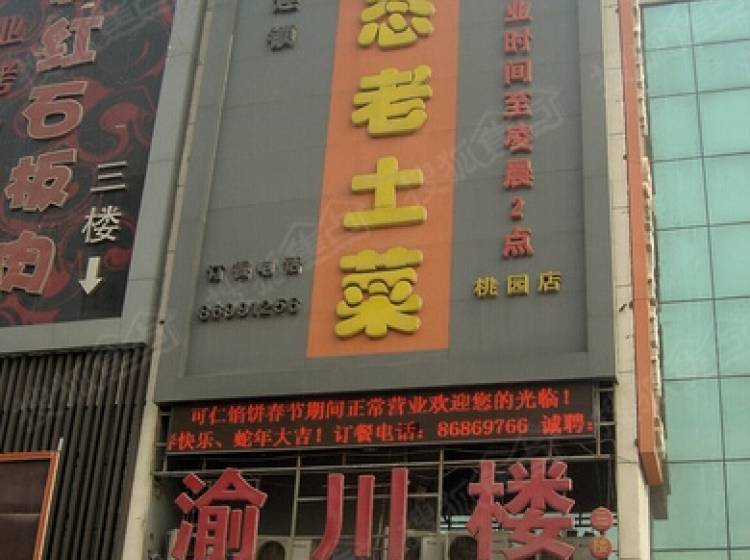 红石板肉
三楼
老土菜
业时间至凌晨2点
订餐电话
86991256
桃园店
可仁馅饼春节期间正常营业欢迎您的光临！
快乐、蛇年大吉！订餐电话：86869766 诚聘：
渝川楼